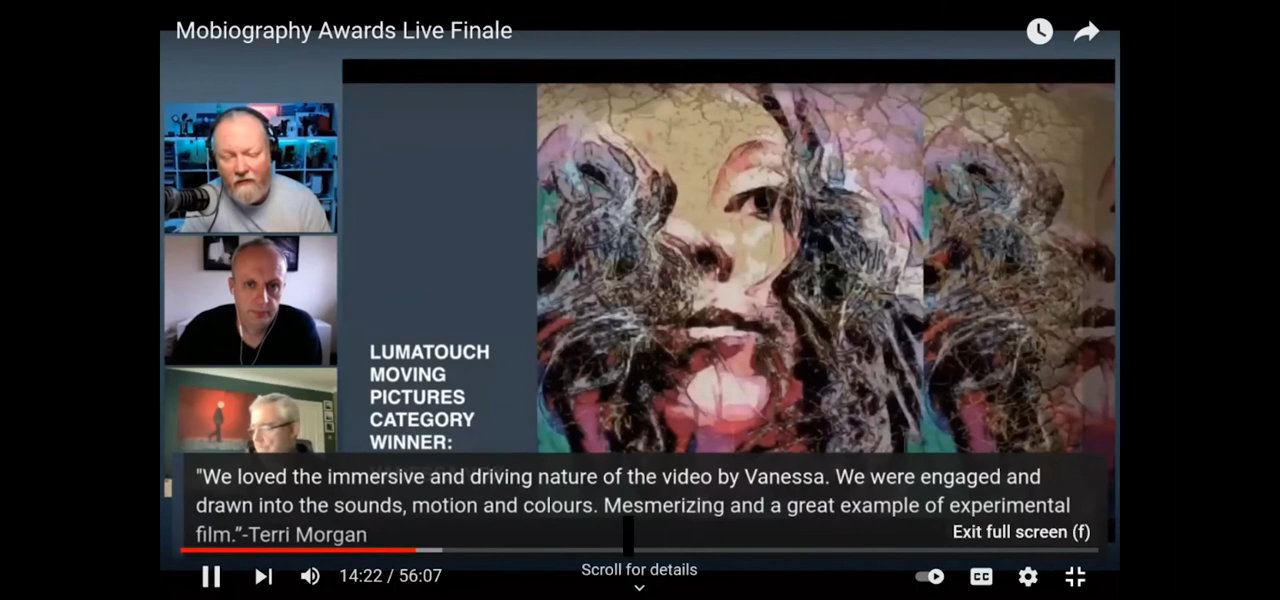 Mobiography Awards Live Finale
LUMATOUCH
MOVING
PICTURES
CATEGORY
WINNER:
"We loved the immersive and driving nature of the video by Vanessa. We were engaged and
drawn into the sounds, motion and colours. Mesmerizing and a great example of experimental
film.”-Terri Morgan
Exit full screen (f)
14:22 / 56:07
Scroll for details
CC